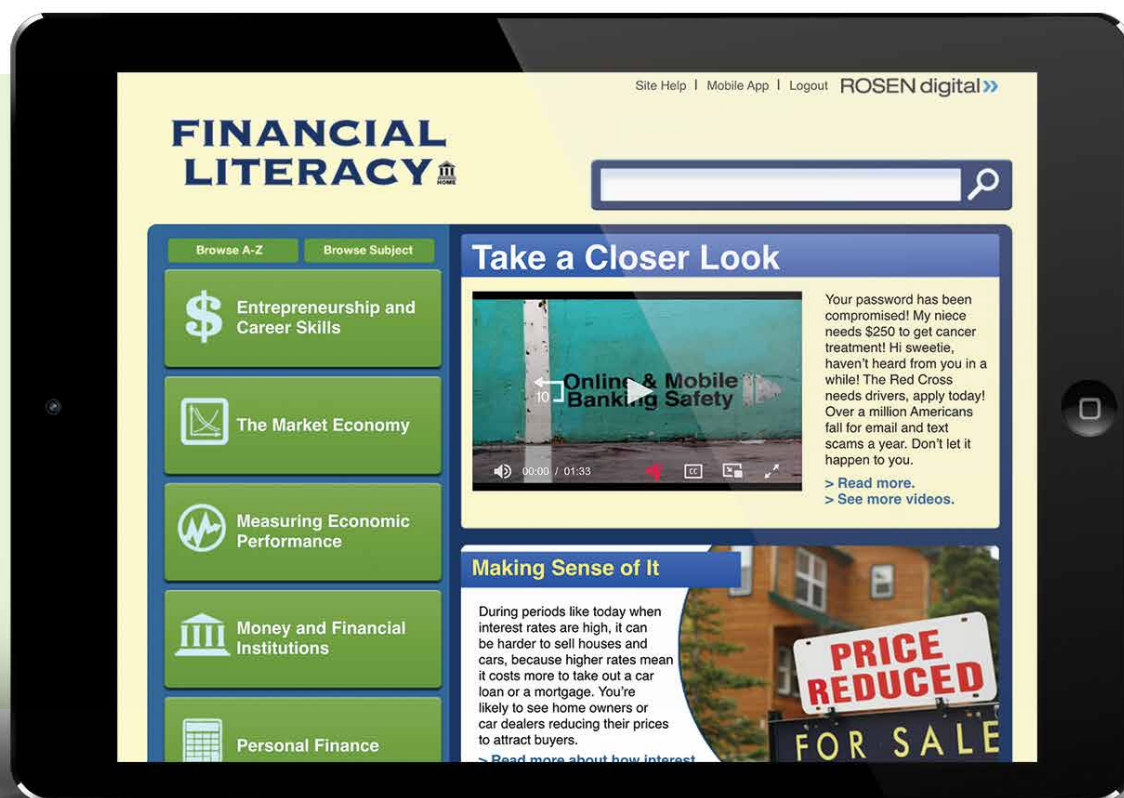 Site Help | Mobile App | Logout ROSEN digital»
FINANCIAL
LITERACY
HOME
Browse A-Z Browse Subject
Entrepreneurship and
Career Skills
The Market Economy
Measuring Economic
Performance
Money and Financial
Institutions
Personal Finance
Take a Closer Look
Online & Mobile
Banking Safety
10
00:00 / 01:33
CC
Your password has been
compromised! My niece
needs $250 to get cancer
treatment! Hi sweetie,
haven't heard from you in a
while! The Red Cross
needs drivers, apply today!
Over a million Americans
fall for email and text
scams a year. Don't let it
happen to you.
> Read more.
> See more videos.
Making Sense of It
During periods like today when
interest rates are high, it can
be harder to sell houses and
cars, because higher rates mean
it costs more to take out a car
loan or a mortgage. You're
likely to see home owners or
car dealers reducing their prices
to attract buyers.
> Read more about how interest
PRICE
REDUCED
FOR SALE